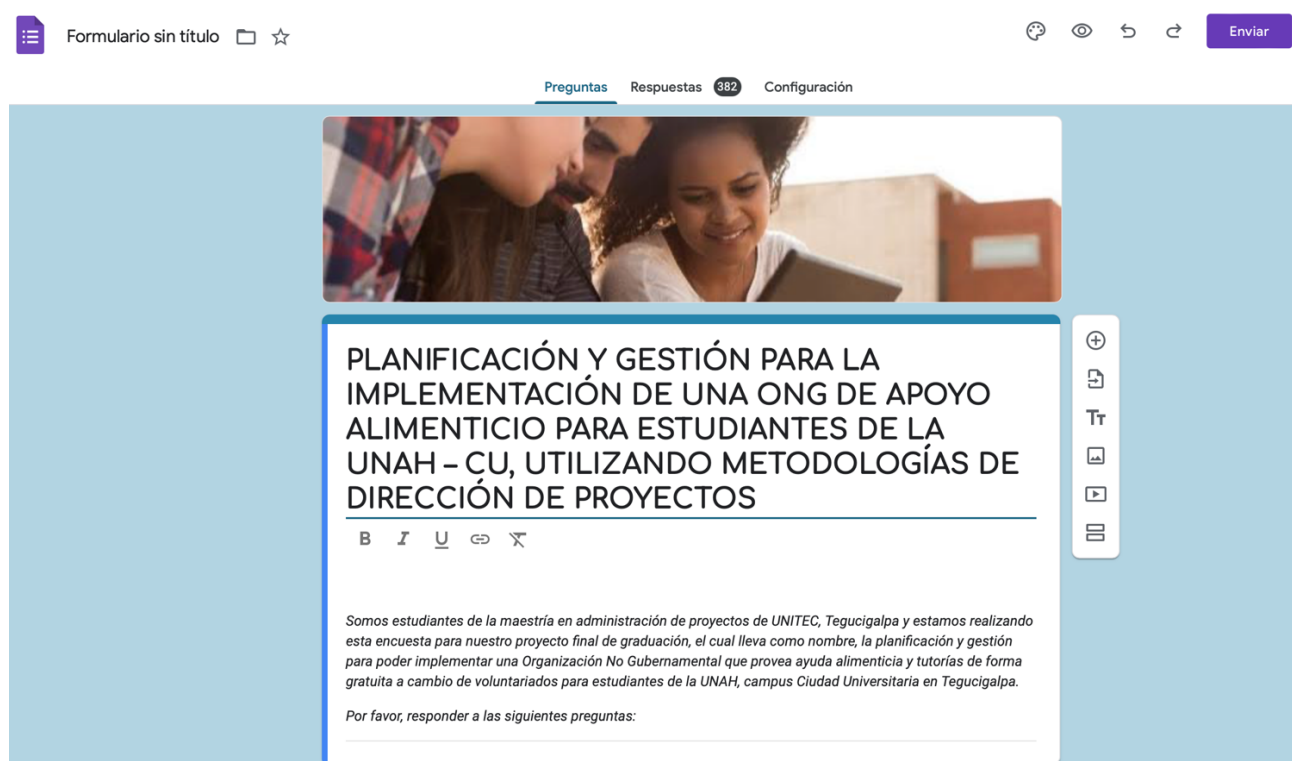 Formulario sin título
Enviar
Preguntas Respuestas 382 Configuración
PLANIFICACIÓN Y GESTIÓN PARA LA
IMPLEMENTACIÓN DE UNA ONG DE APOYO
ALIMENTICIO PARA ESTUDIANTES DE LA
UNAH – CU, UTILIZANDO METODOLOGÍAS DE
DIRECCIÓN DE PROYECTOS
B I U
Tт
Somos estudiantes de la maestría en administración de proyectos de UNITEC, Tegucigalpa y estamos realizando
esta encuesta para nuestro proyecto final de graduación, el cual lleva como nombre, la planificación y gestión
para poder implementar una Organización No Gubernamental que provea ayuda alimenticia y tutorías de forma
gratuita a cambio de voluntariados para estudiantes de la UNAH, campus Ciudad Universitaria en Tegucigalpa.
Por favor, responder a las siguientes preguntas: